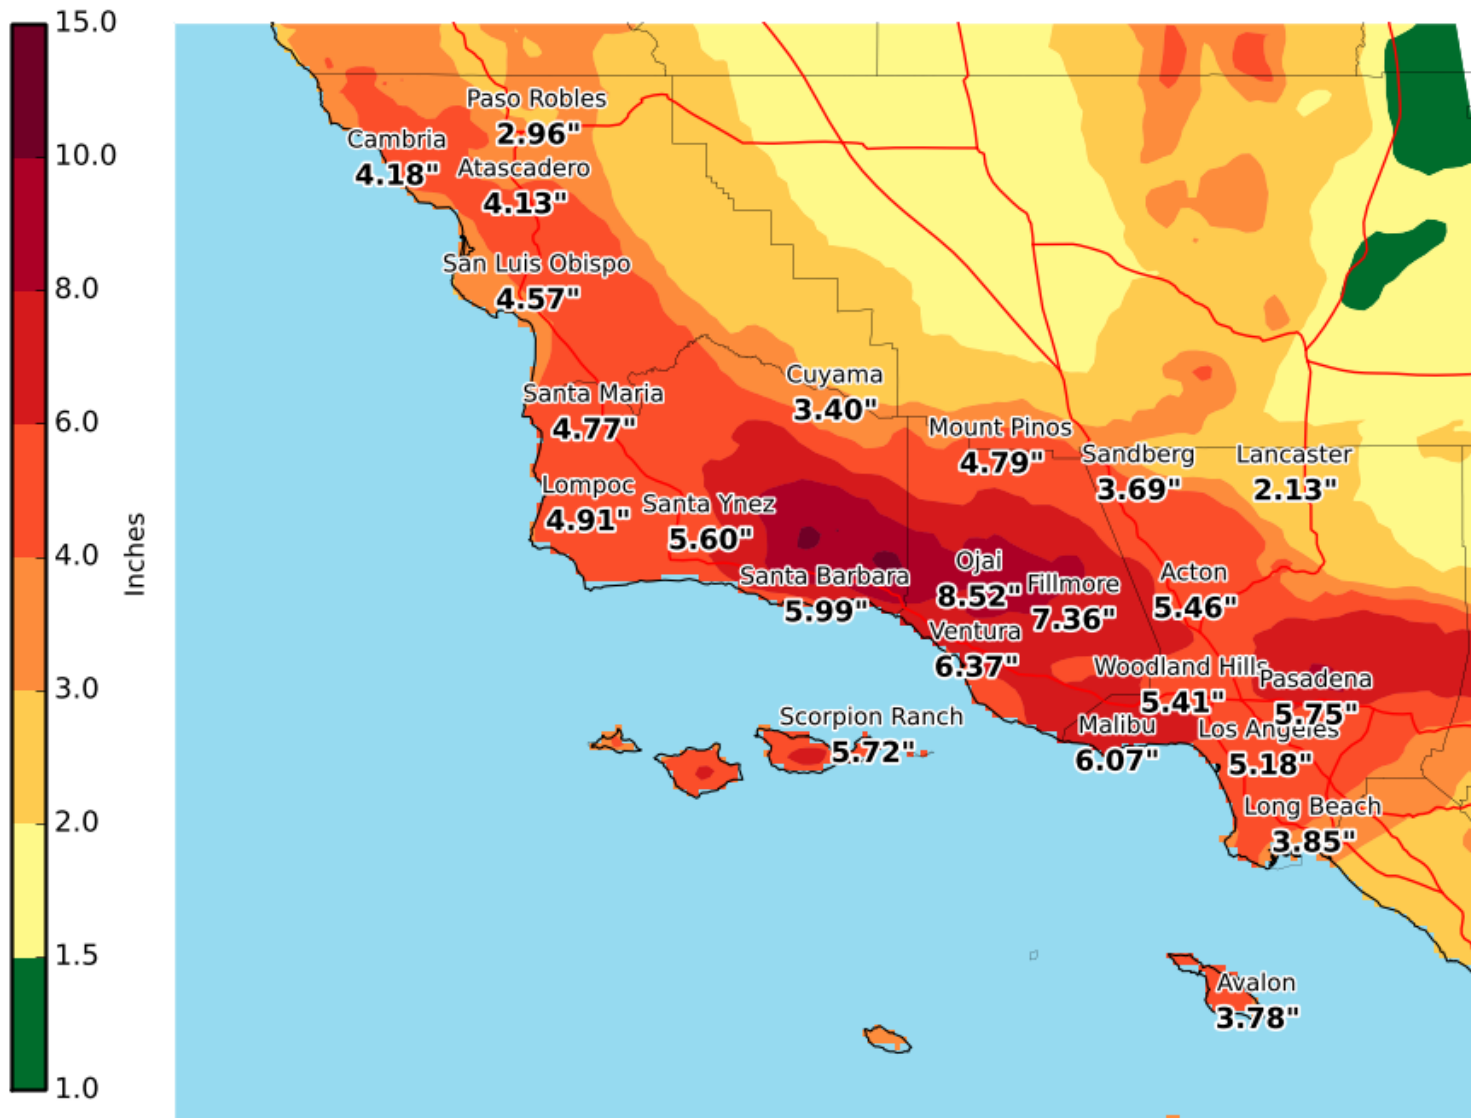 15.0
10.0
8.0
6.0
4.0
3.0
2.0
1.5
1.0
Inches
Paso Robles
2.96"
Cambria
4.18"
Atascadero
4.13"
San Luis Obispo
4.57"
Cuyama
3.40"
Santa Maria
4.77"
Mount Pinos
4.79"
Sandberg
3.69"
Lancaster
2.13"
Lompoc
4.91"
Santa Ynez
5.60"
Ojai
8.52"
Fillmore
7.36"
Acton
5.46"
Santa Barbara
5.99"
Ventura
6.37"
Woodland Hills
5.41"
Pasadena
5.75"
Scorpion Ranch
5.72"
Malibu
6.07"
Los Angeles
5.18"
Long Beach
3.85"
Avalon
3.78"